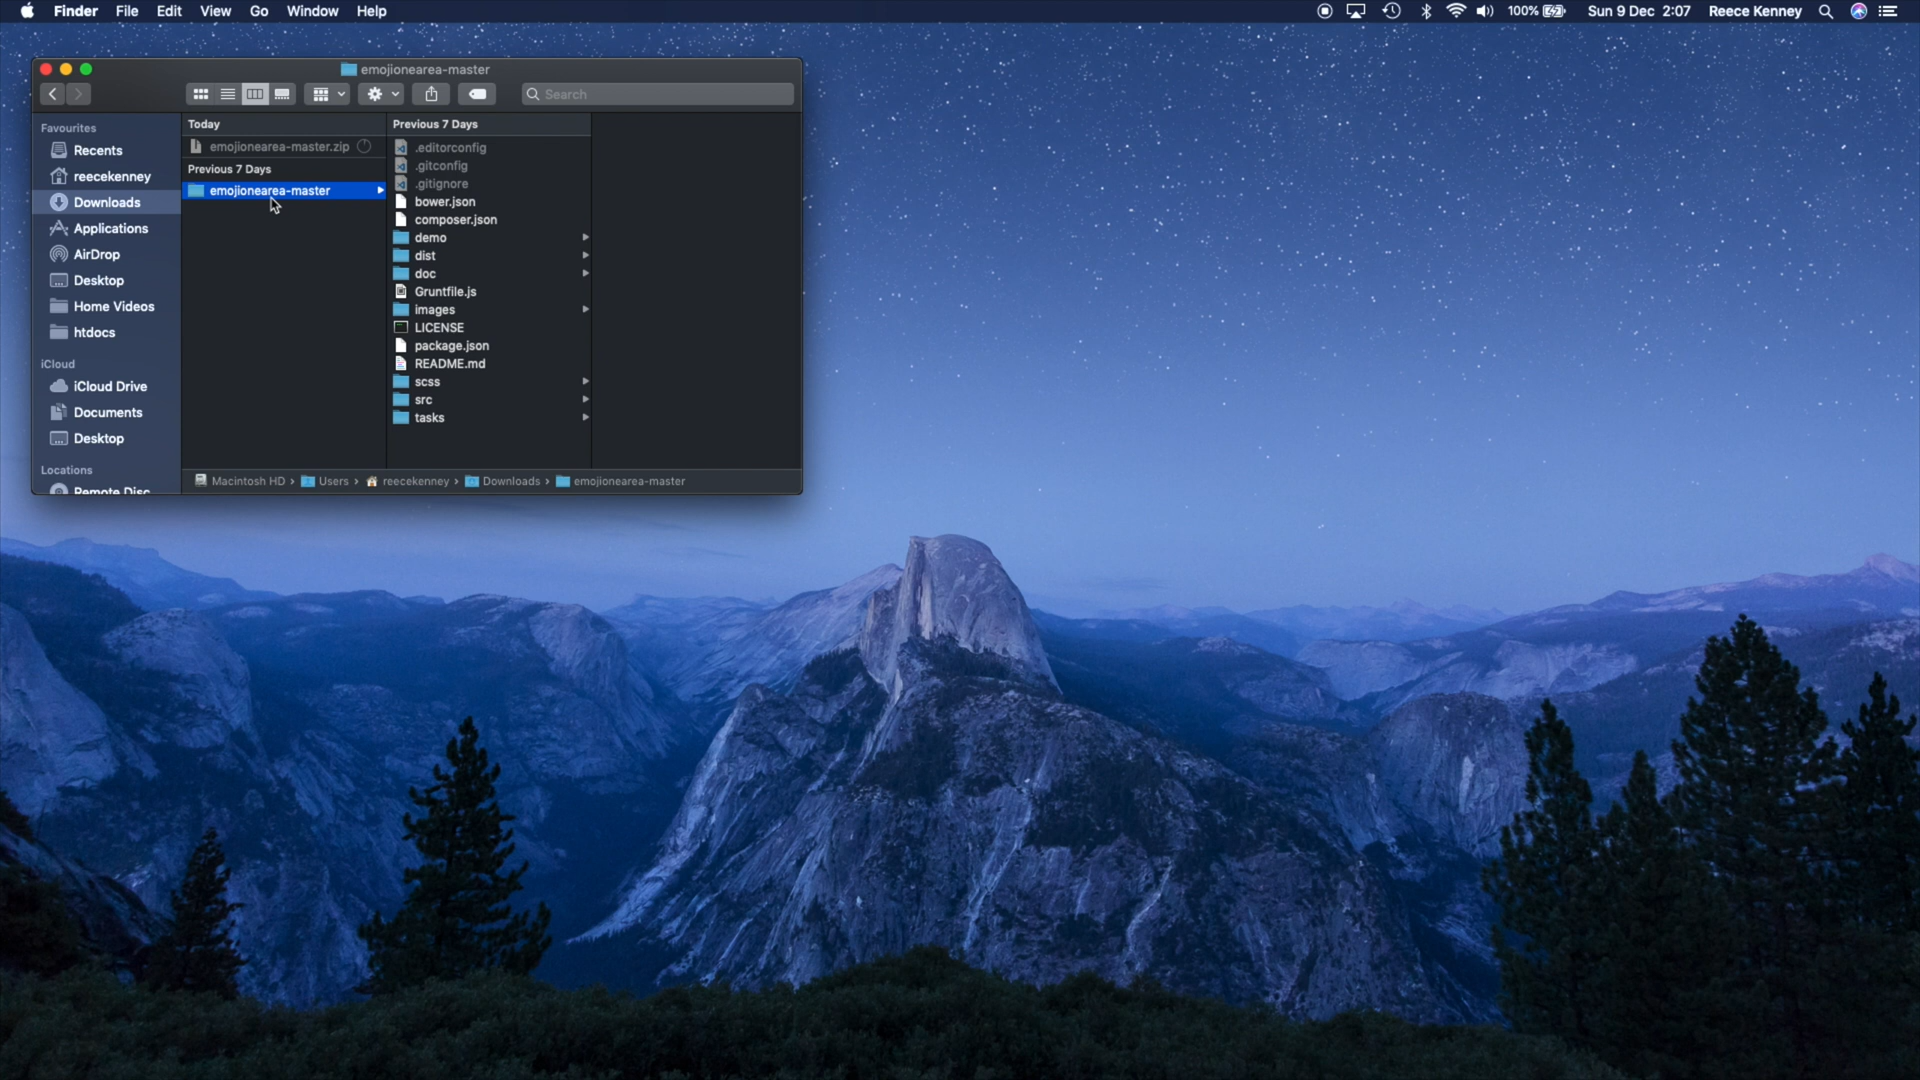 Finder File Edit View Go Window Help 100% Sun 9 Dec 2:07 Reece Kenney
emojionearea-master
Search
Favourites
Recents
reecekenney
Downloads
Applications
AirDrop
Desktop
Home Videos
htdocs
iCloud
iCloud Drive
Documents
Desktop
Locations
Remote Disc
Today
emojionearea-master.zip
Previous 7 Days
emojionearea-master
Previous 7 Days
.editorconfig
.gitconfig
.gitignore
bower.json
composer.json
demo
dist
doc
Gruntfile.js
images
LICENSE
package.json
README.md
scss
src
tasks
Macintosh HD › Users › reecekenney › Downloads › emojionearea-master